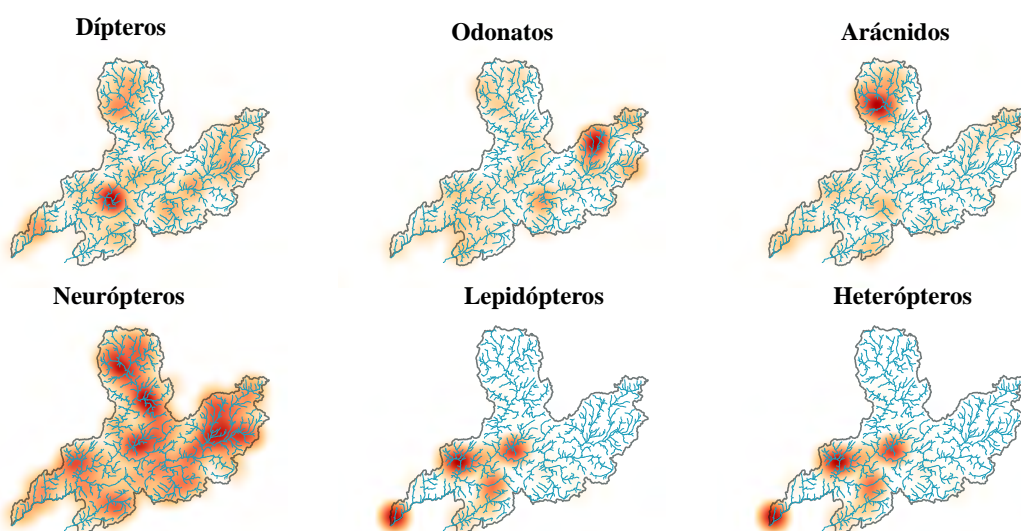 Dípteros
Odonatos
Arácnidos
Neurópteros
Lepidópteros
Heterópteros